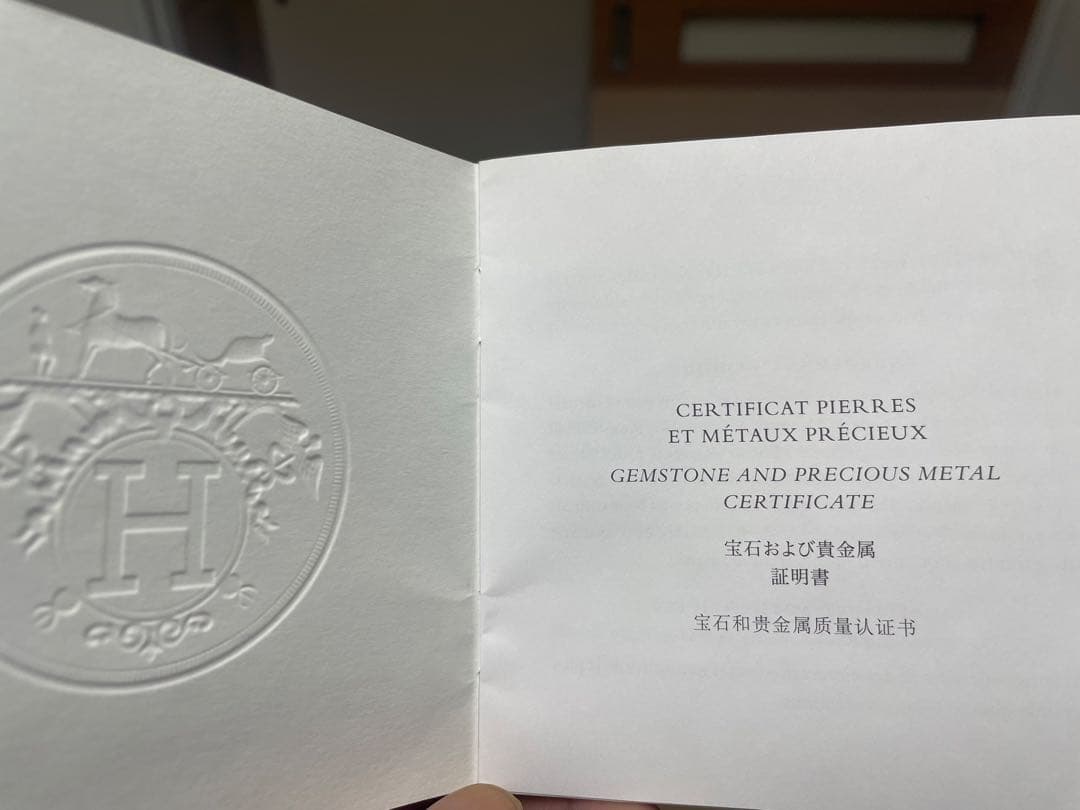 H
CERTIFICAT PIERRES
ET MÉTAUX PRÉCIEUX
GEMSTONE AND PRECIOUS METAL
CERTIFICATE
宝石および貴金属
証明書
宝石和贵金属质量认证书